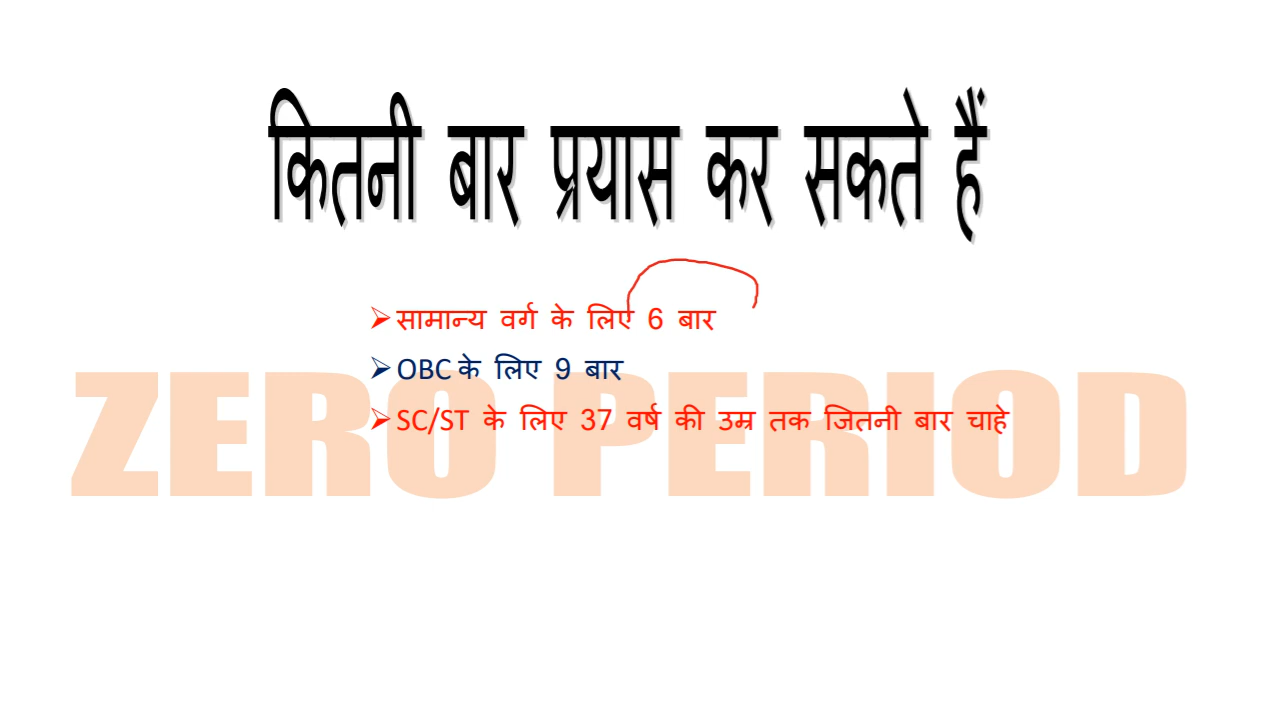 कितनी बार प्रयास कर सकते हैं
➢ सामान्य वर्ग के लिए 6 बार
➢ OBC के लिए 9 बार
➢ SC/ST के लिए 37 वर्ष की उम्र तक जितनी बार चाहे
ZERO PERIOD